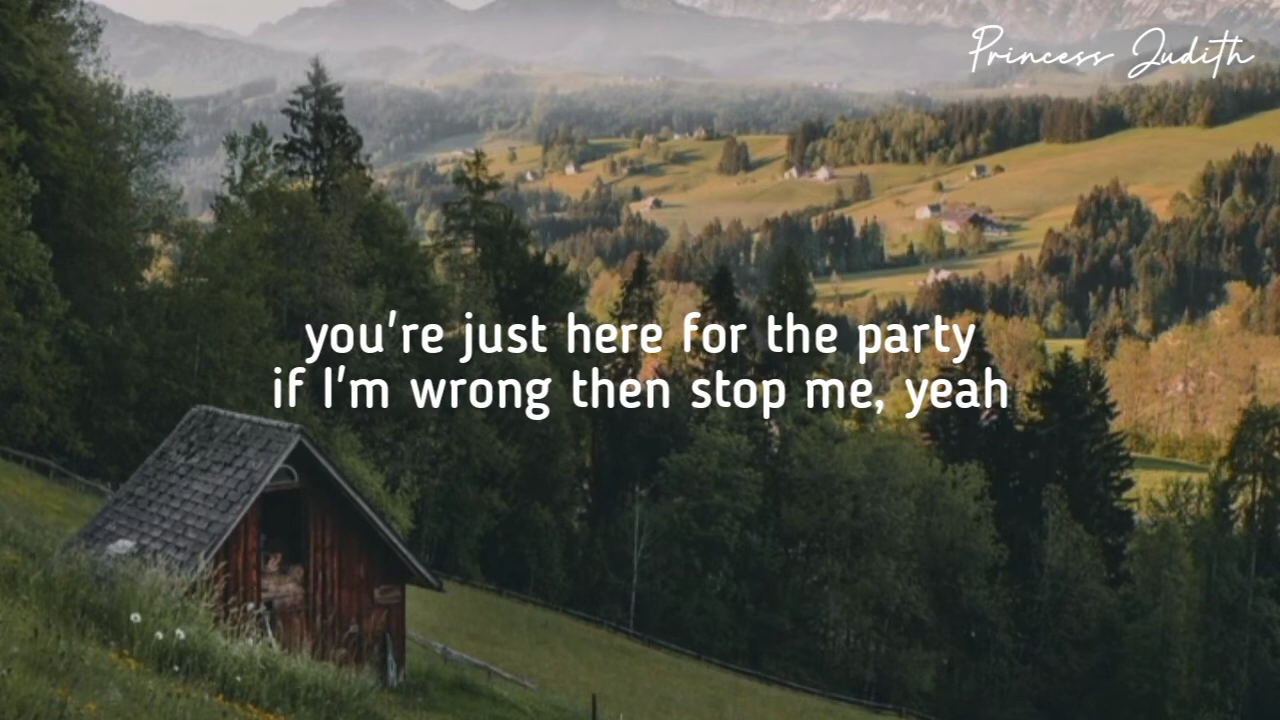 Princess Judith
you're just here for the party
if I'm wrong then stop me, yeah